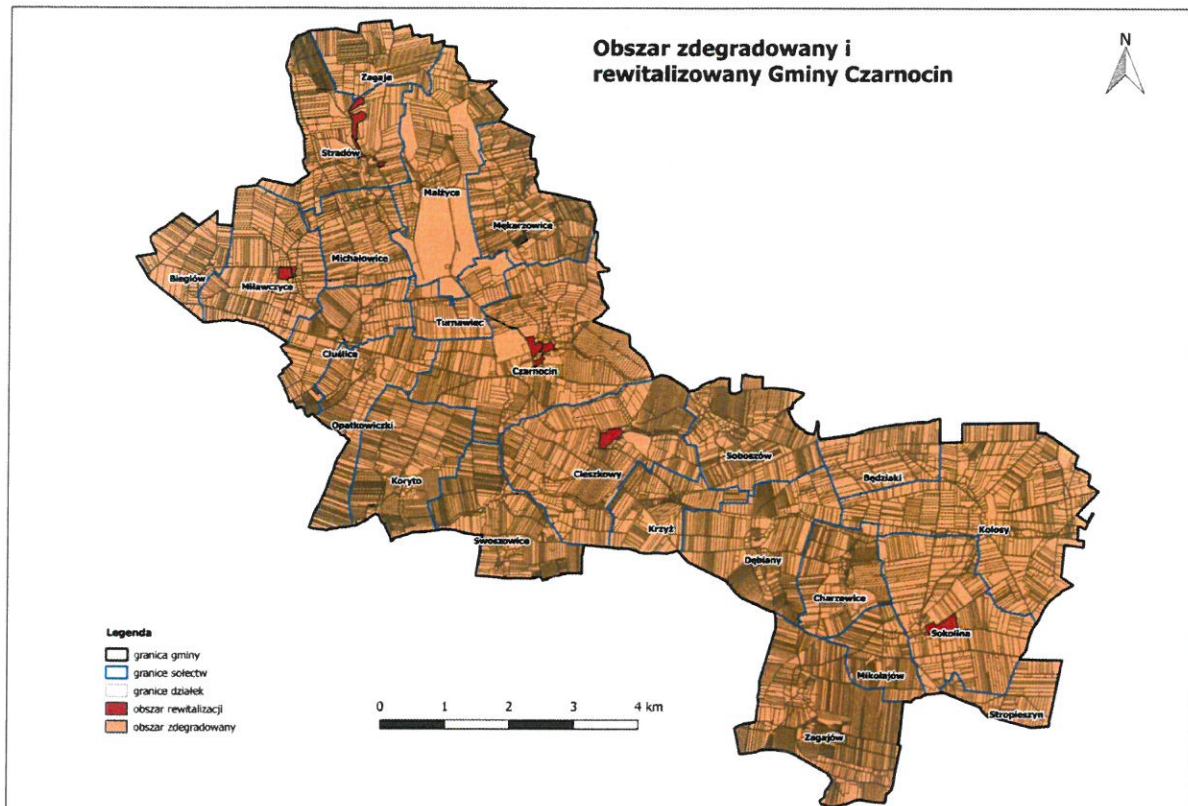 Obszar zdegradowany i
rewitalizowany Gminy Czarnocin
N
Zagaje
Stradów
Malżyce
Mękarzowice
Michałowice
Biegłów
Miławczyce
Turnawiec
Ciuślice
Czarnocin
Opatkowiczki
Koryto
Cieszkowy
Soboszów
Będziaki
Kolosy
Swoszowice
Krzyż
Dębiany
Charzewice
Sokolina
Mikołajów
Stropieszyn
Zagajów
Legenda
granica gminy
granice sołectw
granice działek
obszar rewitalizacji
obszar zdegradowany
0 1 2 3 4 km